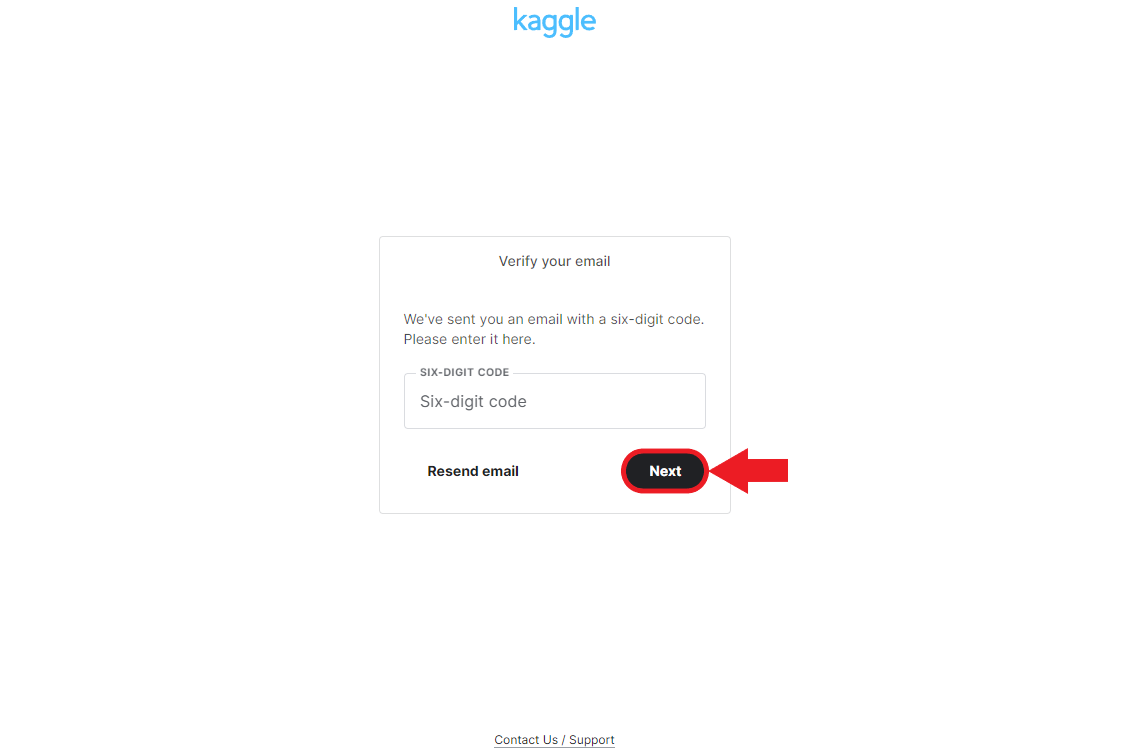 kaggle
Verify your email
We've sent you an email with a six-digit code.
Please enter it here.
SIX-DIGIT CODE
Six-digit code
Resend email
Next
Contact Us / Support